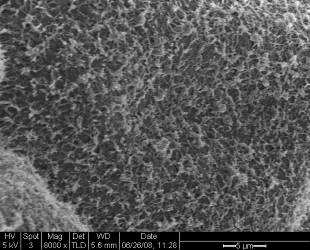 HV Spot Mag Det WD Date
5 kV 3 8000 x TLD 5.6 mm 06/26/08, 11:28 5 µm